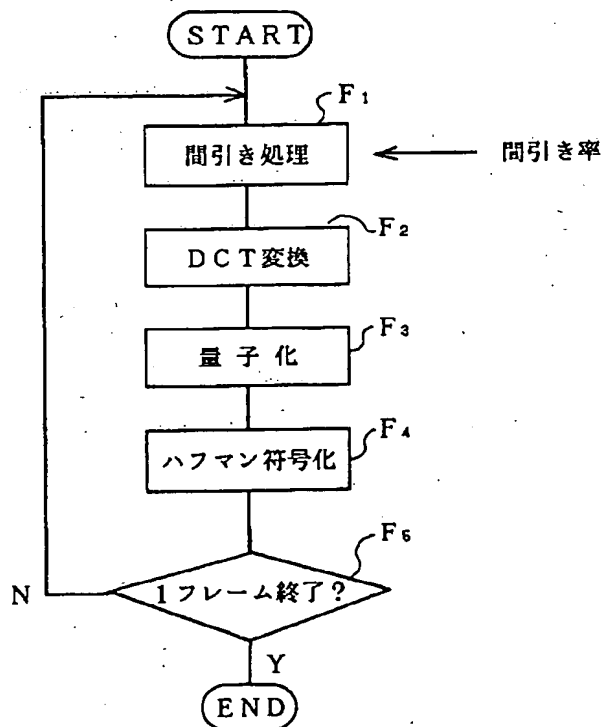 START
F1
間引き処理
間引き率
F2
DCT変換
F3
量子化
F4
ハフマン符号化
F5
1フレーム終了?
N
Y
END